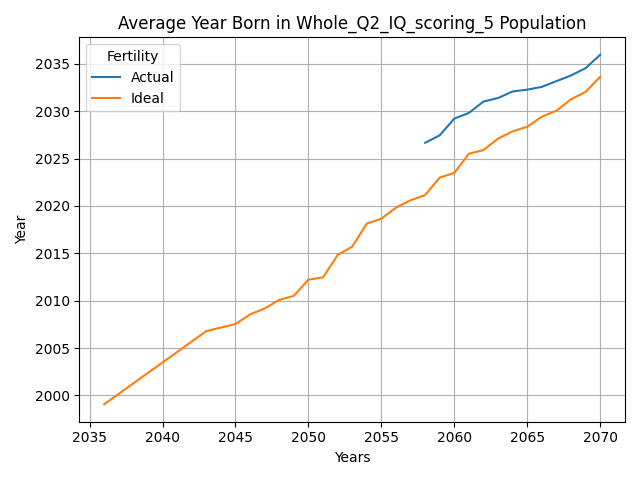 Average Year Born in Whole_Q2_IQ_scoring_5 Population
Fertility
Actual
Ideal
Year
2035
2030
2025
2020
2015
2010
2005
2000
2035 2040 2045 2050 2055 2060 2065 2070
Years